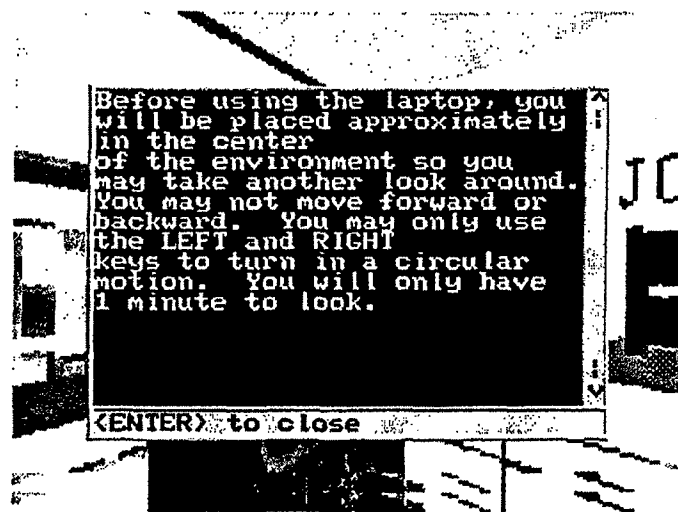 Before using the laptop, you
will be placed approximately
in the center
of the environment so you
may take another look around.
You may not move forward or
backward.  You may only use
the LEFT and RIGHT
keys to turn in a circular
motion.  You will only have
1 minute to look.
<ENTER> to close